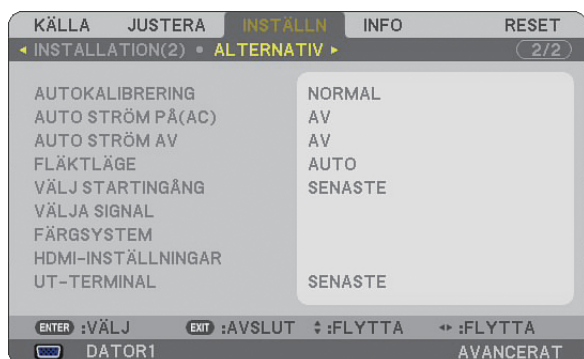 KÄLLA JUSTERA INSTÄLLN INFO RESET
◂ INSTALLATION(2) • ALTERNATIV ▸ 2/2
AUTOKALIBRERING NORMAL
AUTO STRÖM PÅ(AC) AV
AUTO STRÖM AV AV
FLÄKTLÄGE AUTO
VÄLJ STARTINGÅNG SENASTE
VÄLJA SIGNAL
FÄRGSYSTEM
HDMI-INSTÄLLNINGAR
UT-TERMINAL SENASTE
ENTER :VÄLJ EXIT :AVSLUT :FLYTTA :FLYTTA
DATOR1 AVANCERAT